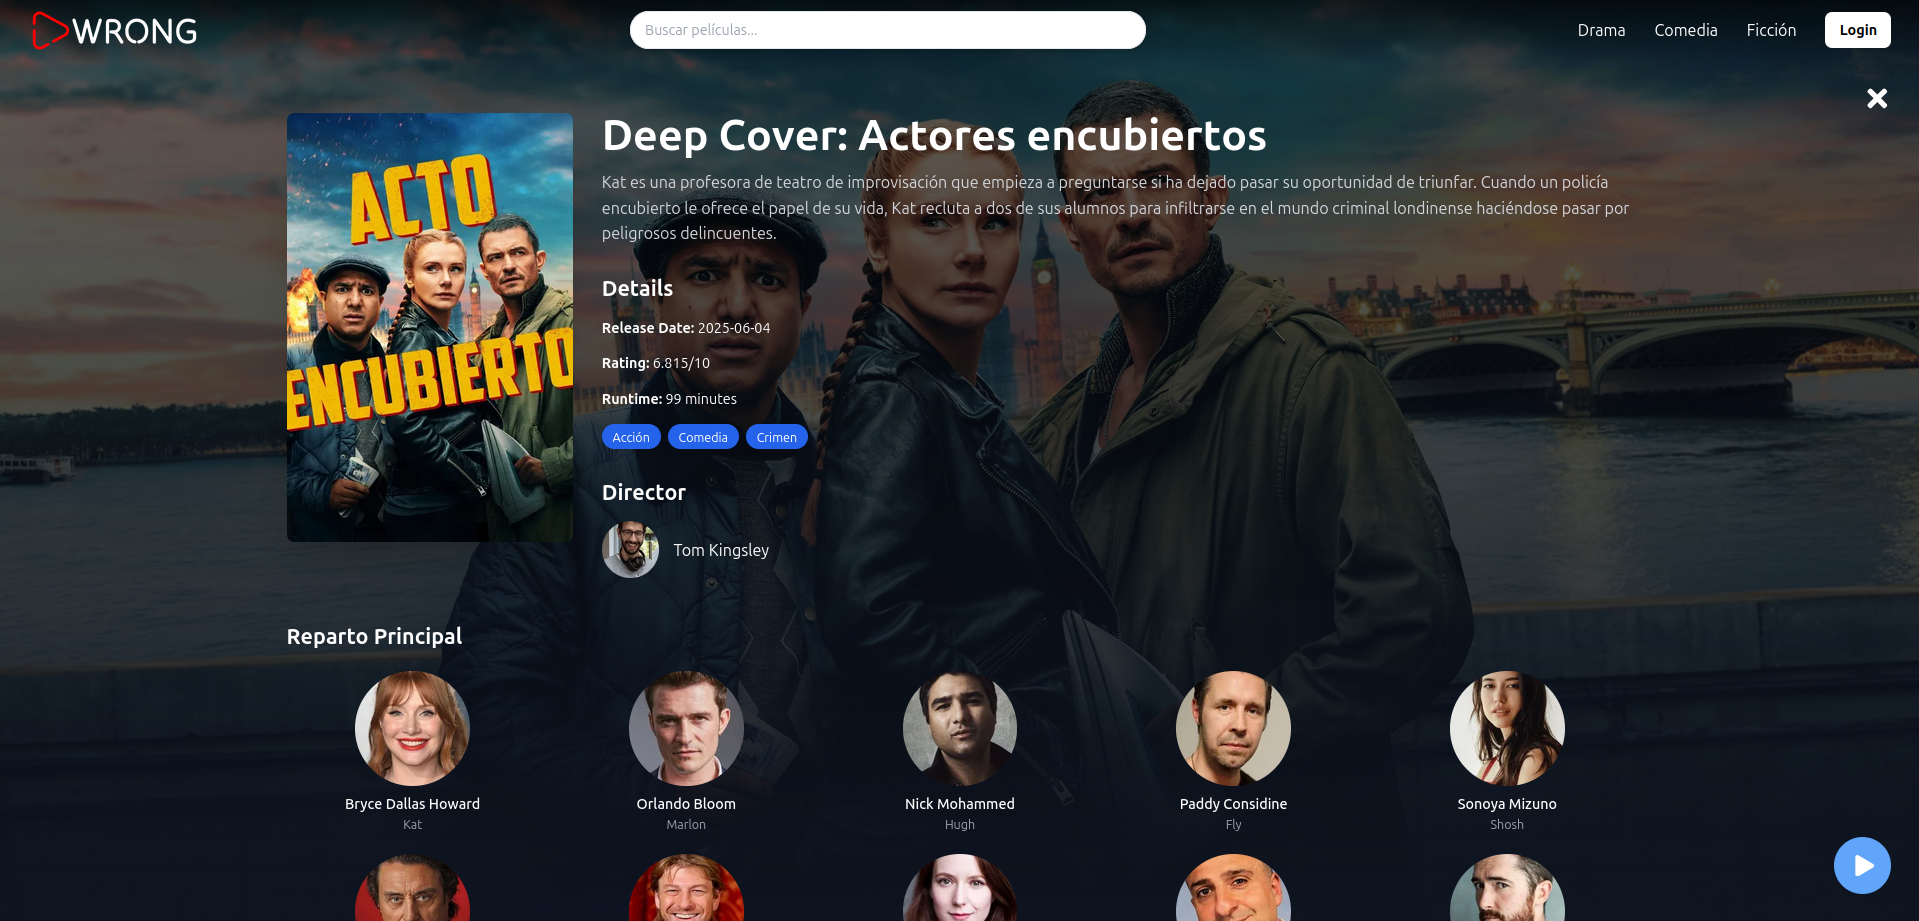 WRONG
Buscar películas...
Drama
Comedia
Ficción
Login
Deep Cover: Actores encubiertos
Kat es una profesora de teatro de improvisación que empieza a preguntarse si ha dejado pasar su oportunidad de triunfar. Cuando un policía
encubierto le ofrece el papel de su vida, Kat recluta a dos de sus alumnos para infiltrarse en el mundo criminal londinense haciéndose pasar por
peligrosos delincuentes.
ACTO
ENCUBIERTO
Details
Release Date: 2025-06-04
Rating: 6.815/10
Runtime: 99 minutes
Acción
Comedia
Crimen
Director
Tom Kingsley
Reparto Principal
Bryce Dallas Howard
Kat
Orlando Bloom
Marlon
Nick Mohammed
Hugh
Paddy Considine
Fly
Sonoya Mizuno
Shosh